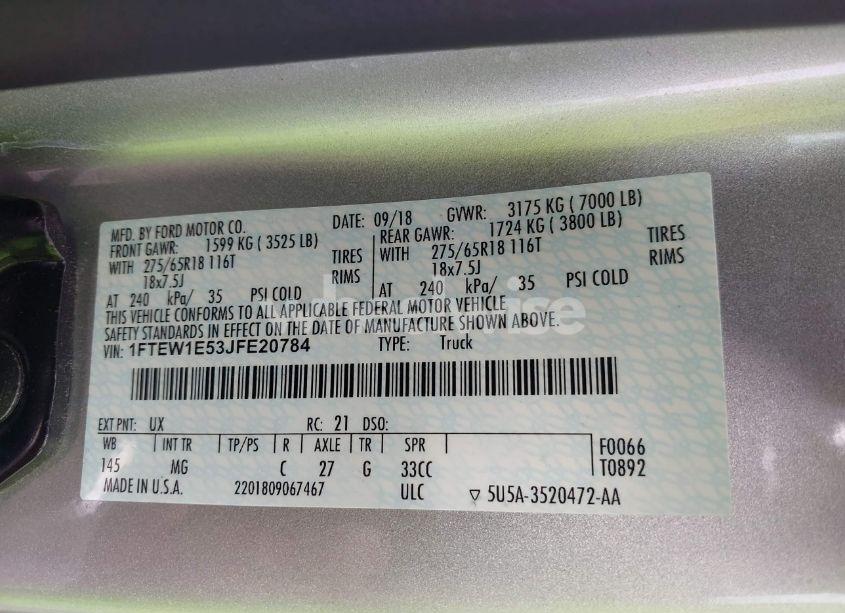 MFD. BY FORD MOTOR CO. DATE: 09/18 GVWR: 3175 KG ( 7000 LB)
FRONT GAWR: 1599 KG ( 3525 LB) REAR GAWR: 1724 KG ( 3800 LB)
WITH 275/65R18 116T TIRES WITH 275/65R18 116T TIRES
18x7.5J RIMS 18x7.5J RIMS
AT 240 kPa/ 35 PSI COLD AT 240 kPa/ 35 PSI COLD
THIS VEHICLE CONFORMS TO ALL APPLICABLE FEDERAL MOTOR VEHICLE
SAFETY STANDARDS IN EFFECT ON THE DATE OF MANUFACTURE SHOWN ABOVE.
VIN: 1FTEW1E53JFE20784 TYPE: Truck
EXT PNT: UX RC: 21 DSO:
WB INT TR TP/PS R AXLE TR SPR F0066
145 MG C 27 G 33CC T0892
MADE IN U.S.A. 2201809067467 ULC ▽ 5U5A-3520472-AA